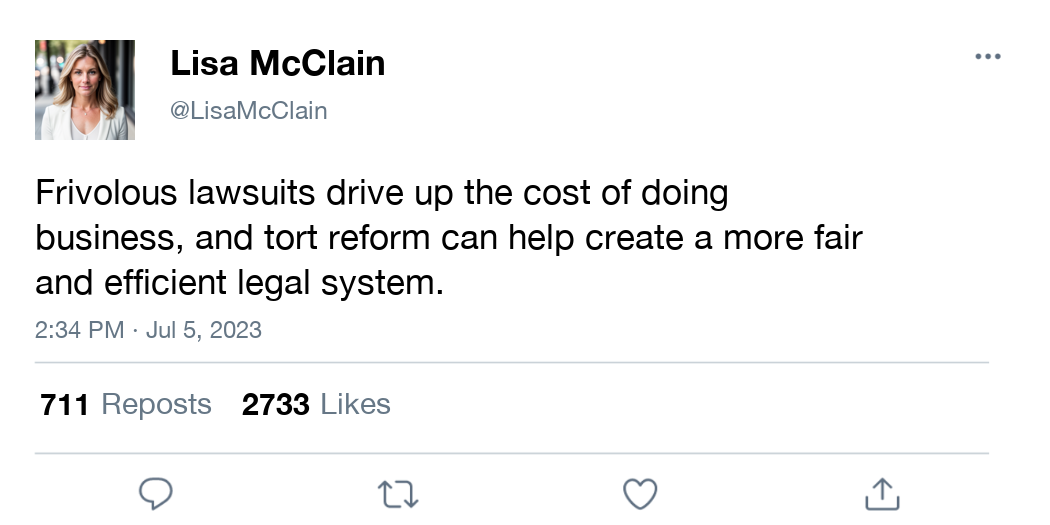 Lisa McClain
@LisaMcClain
Frivolous lawsuits drive up the cost of doing
business, and tort reform can help create a more fair
and efficient legal system.
2:34 PM · Jul 5, 2023
711 Reposts 2733 Likes